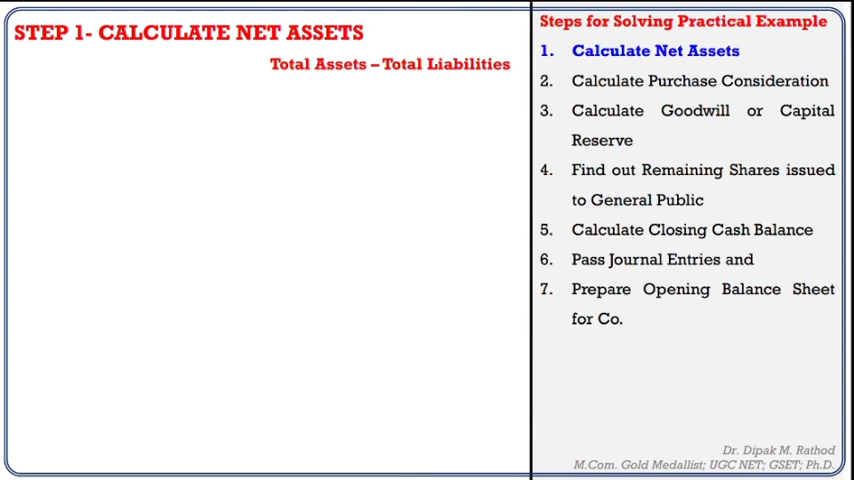 STEP 1- CALCULATE NET ASSETS
Total Assets – Total Liabilities
Steps for Solving Practical Example
1. Calculate Net Assets
2. Calculate Purchase Consideration
3. Calculate Goodwill or Capital
Reserve
4. Find out Remaining Shares issued
to General Public
5. Calculate Closing Cash Balance
6. Pass Journal Entries and
7. Prepare Opening Balance Sheet
for Co.
Dr. Dipak M. Rathod
M.Com. Gold Medallist; UGC NET; GSET; Ph.D.